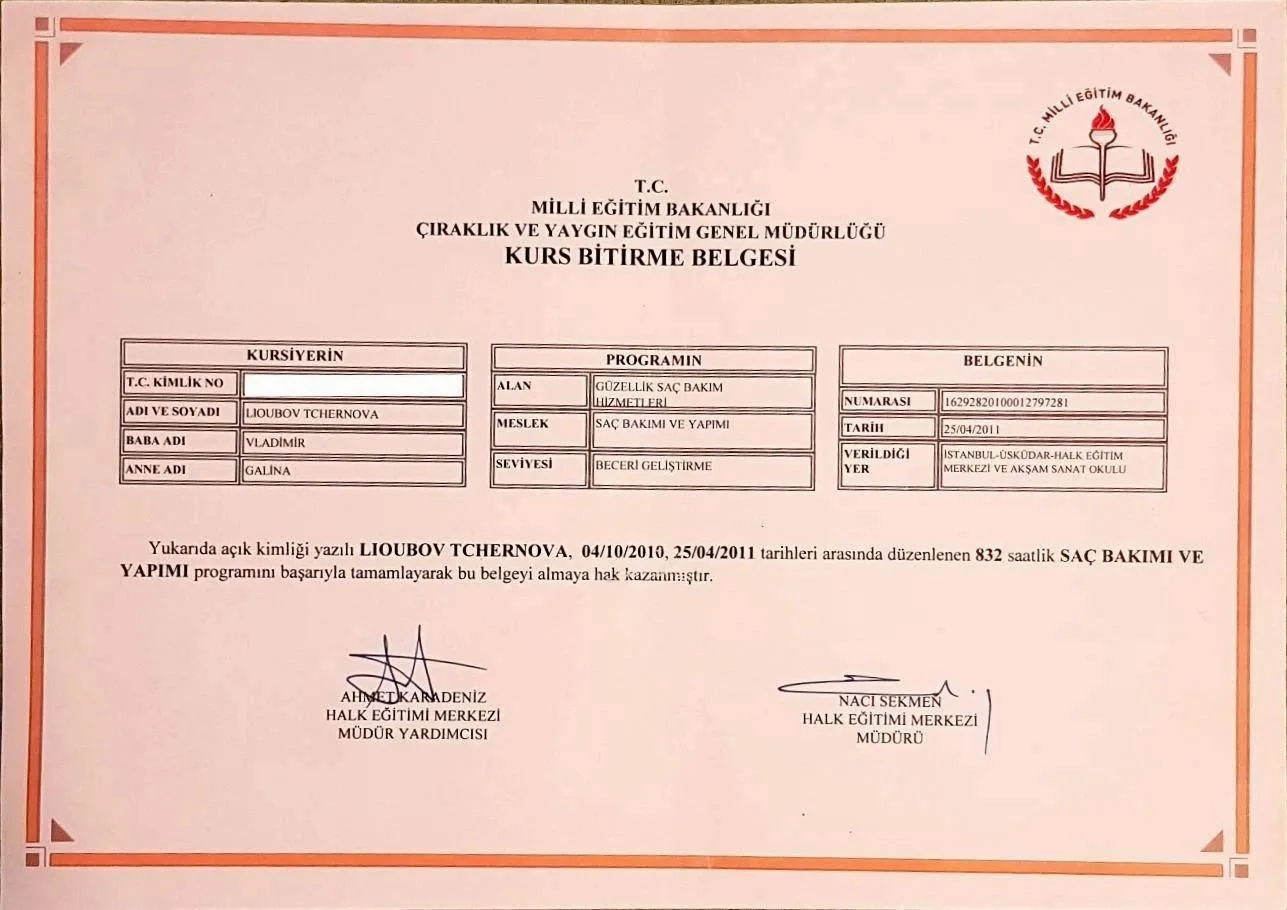 T.C. MİLLİ EĞİTİM BAKANLIĞI
T.C.
MİLLİ EĞİTİM BAKANLIĞI
ÇIRAKLIK VE YAYGIN EĞİTİM GENEL MÜDÜRLÜĞÜ
KURS BİTİRME BELGESİ
KURSİYERİN
T.C. KİMLİK NO
ADI VE SOYADI LIOUBOV TCHERNOVA
BABA ADI VLADİMİR
ANNE ADI GALİNA
PROGRAMIN
ALAN GÜZELLİK SAÇ BAKIM
HİZMETLERİ
MESLEK SAÇ BAKIMI VE YAPIMI
SEVİYESİ BECERİ GELİŞTİRME
BELGENİN
NUMARASI 16292820100012797281
TARİH 25/04/2011
VERİLDİĞİ İSTANBUL-ÜSKÜDAR-HALK EĞİTİM
YER MERKEZİ VE AKŞAM SANAT OKULU
Yukarıda açık kimliği yazılı LIOUBOV TCHERNOVA, 04/10/2010, 25/04/2011 tarihleri arasında düzenlenen 832 saatlik SAÇ BAKIMI VE
YAPIMI programını başarıyla tamamlayarak bu belgeyi almaya hak kazanmıştır.
AHMET KARADENİZ
HALK EĞİTİMİ MERKEZİ
MÜDÜR YARDIMCISI
NACI SEKMEN
HALK EĞİTİMİ MERKEZİ
MÜDÜRÜ